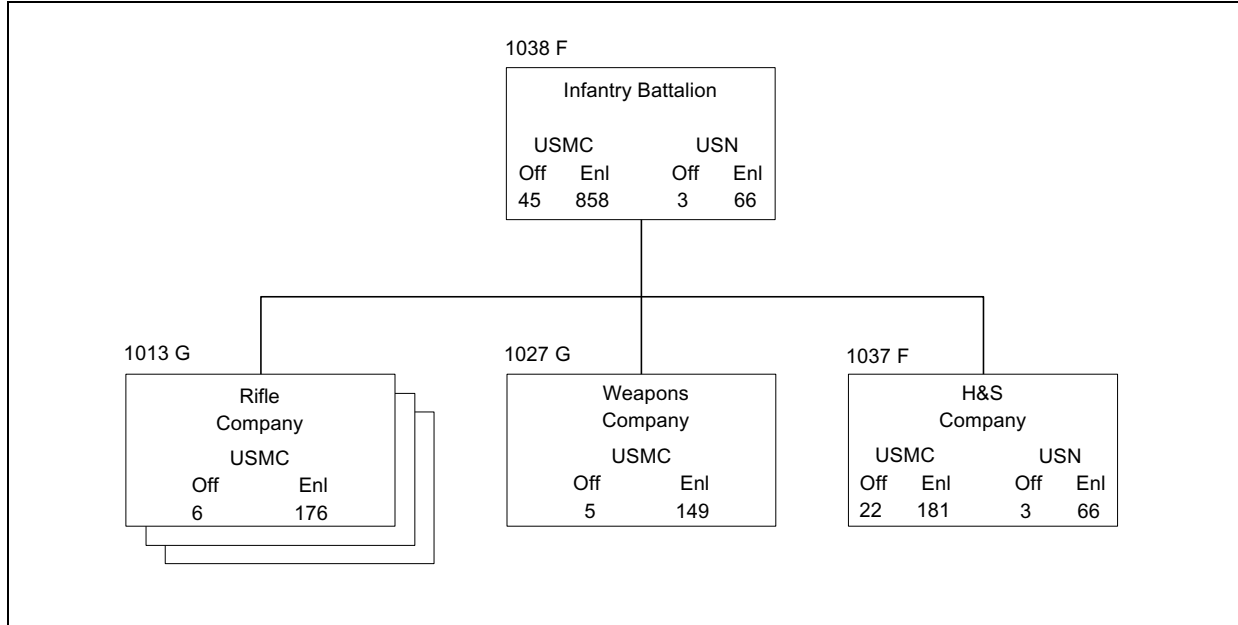 1038 F
Infantry Battalion
USMC USN
Off Enl Off Enl
45 858 3 66
1013 G
Rifle
Company
USMC
Off Enl
6 176
1027 G
Weapons
Company
USMC
Off Enl
5 149
1037 F
H&S
Company
USMC USN
Off Enl Off Enl
22 181 3 66